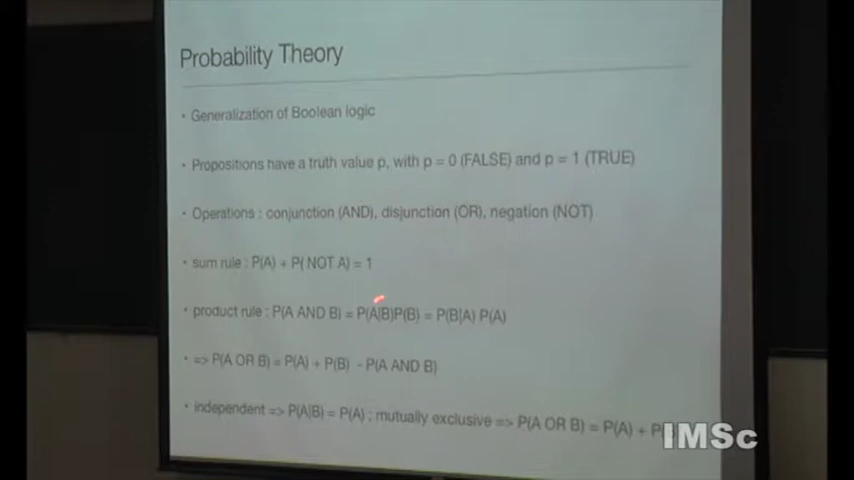 Probability Theory
• Generalization of Boolean logic
• Propositions have a truth value p, with p = 0 (FALSE) and p = 1 (TRUE)
• Operations : conjunction (AND), disjunction (OR), negation (NOT)
• sum rule : P(A) + P( NOT A) = 1
• product rule : P(A AND B) = P(A|B)P(B) = P(B|A) P(A)
• => P(A OR B) = P(A) + P(B) - P(A AND B)
• independent => P(A|B) = P(A) ; mutually exclusive => P(A OR B) = P(A) + P
IMSc